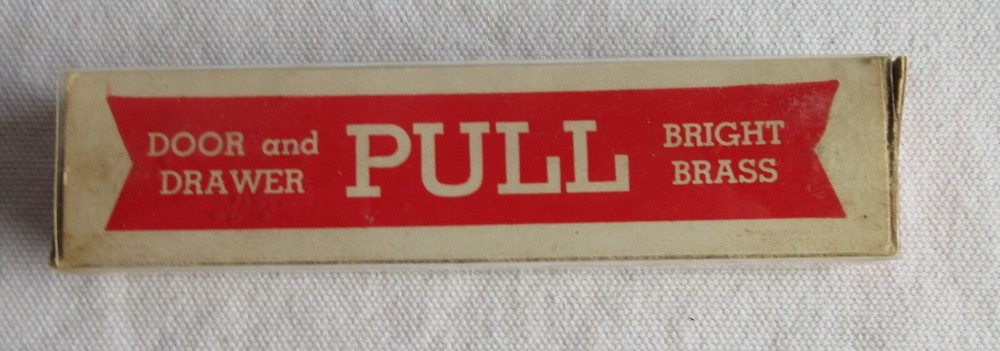 DOOR and
DRAWER
PULL
BRIGHT
BRASS